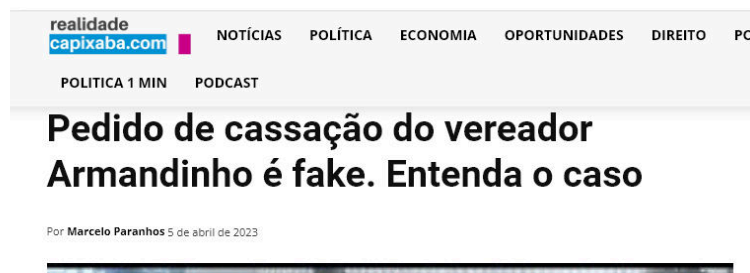 realidade
capixaba.com
NOTÍCIAS POLÍTICA ECONOMIA OPORTUNIDADES DIREITO PO
POLITICA 1 MIN PODCAST
Pedido de cassação do vereador
Armandinho é fake. Entenda o caso
Por Marcelo Paranhos 5 de abril de 2023